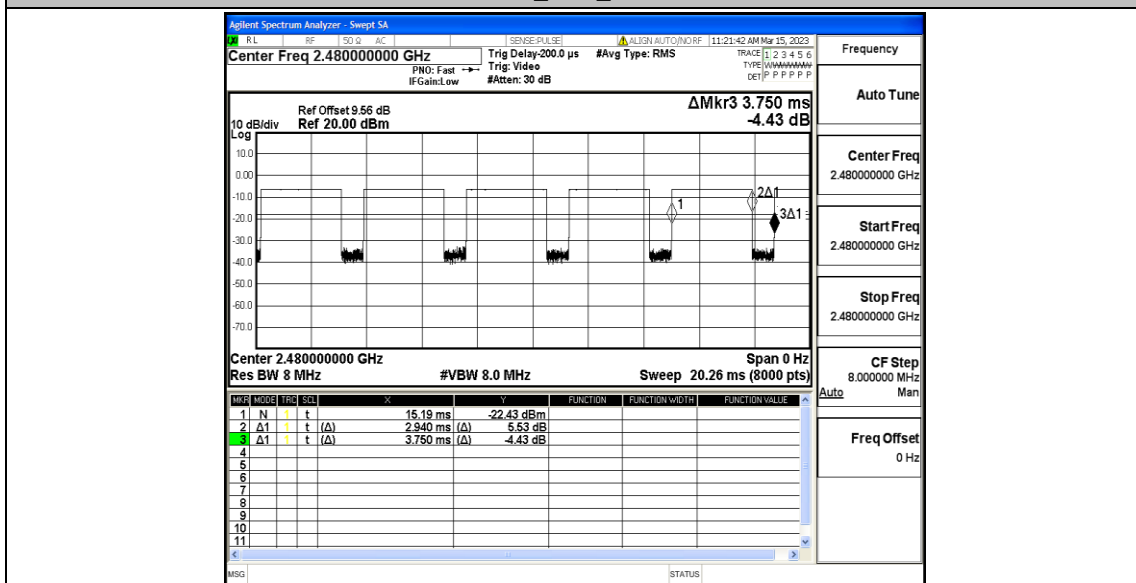 Agilent Spectrum Analyzer - Swept SA
RL RF 50 Ω AC SENSE:PULSE ALIGN AUTO/NO RF 11:21:42 AM Mar 15, 2023
Center Freq 2.480000000 GHz Trig Delay-200.0 µs #Avg Type: RMS TRACE 1 2 3 4 5 6
PNO: Fast Trig: Video TYPE
IFGain:Low #Atten: 30 dB DET P P P P P P
Frequency
Auto Tune
Ref Offset 9.56 dB ΔMkr3 3.750 ms
10 dB/div Ref 20.00 dBm -4.43 dB
Log
10.0
0.00
-10.0
-20.0
-30.0
-40.0
-50.0
-60.0
-70.0
1
2Δ1
3Δ1
Center Freq
2.480000000 GHz
Start Freq
2.480000000 GHz
Stop Freq
2.480000000 GHz
CF Step
8.000000 MHz
Auto Man
Freq Offset
0 Hz
Center 2.480000000 GHz Span 0 Hz
Res BW 8 MHz #VBW 8.0 MHz Sweep 20.26 ms (8000 pts)
MKR MODE TRC SCL X Y FUNCTION FUNCTION WIDTH FUNCTION VALUE
1 N 1 t 15.19 ms -22.43 dBm
2 Δ1 1 t (Δ) 2.940 ms (Δ) 5.53 dB
3 Δ1 1 t (Δ) 3.750 ms (Δ) -4.43 dB
4
5
6
7
8
9
10
11
MSG STATUS